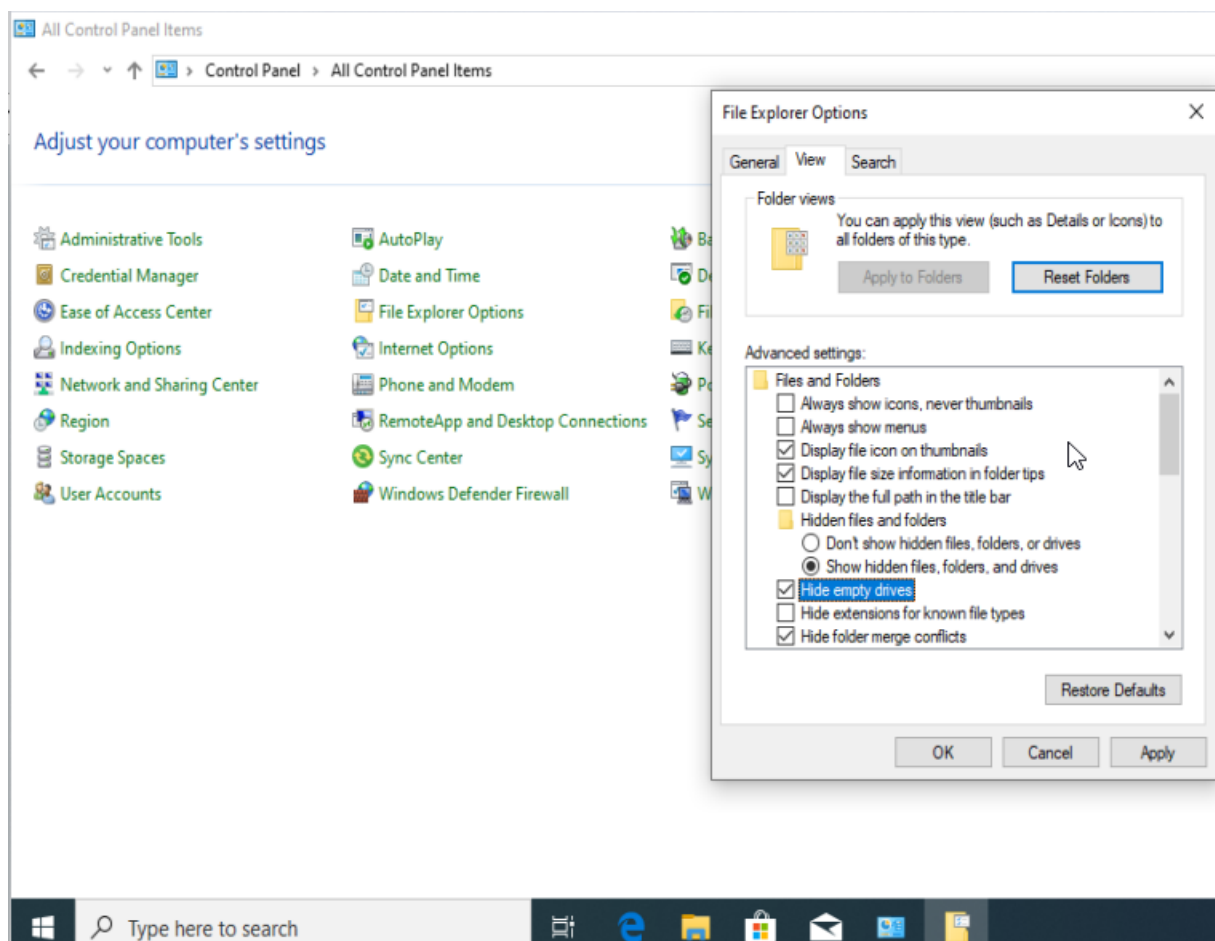 All Control Panel Items
Control Panel > All Control Panel Items
Adjust your computer's settings
Administrative Tools
AutoPlay
Credential Manager
Date and Time
Ease of Access Center
File Explorer Options
Indexing Options
Internet Options
Network and Sharing Center
Phone and Modem
Region
RemoteApp and Desktop Connections
Storage Spaces
Sync Center
User Accounts
Windows Defender Firewall
File Explorer Options
General View Search
Folder views
You can apply this view (such as Details or Icons) to
all folders of this type.
Apply to Folders Reset Folders
Advanced settings:
Files and Folders
Always show icons, never thumbnails
Always show menus
Display file icon on thumbnails
Display file size information in folder tips
Display the full path in the title bar
Hidden files and folders
Don't show hidden files, folders, or drives
Show hidden files, folders, and drives
Hide empty drives
Hide extensions for known file types
Hide folder merge conflicts
Restore Defaults
OK Cancel Apply
Type here to search